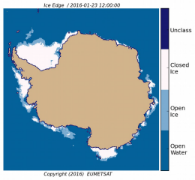 Ice Edge / 2016-01-23 12:00:00
Unclass
Closed
Ice
Open
Ice
Open
Water
Copyright (2016) EUMETSAT